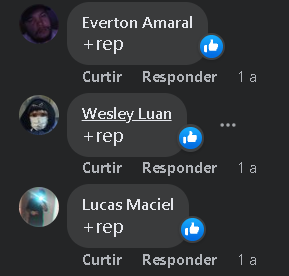 Everton Amaral
+rep
Curtir Responder 1 a
Wesley Luan
+rep
Curtir Responder 1 a
Lucas Maciel
+rep
Curtir Responder 1 a